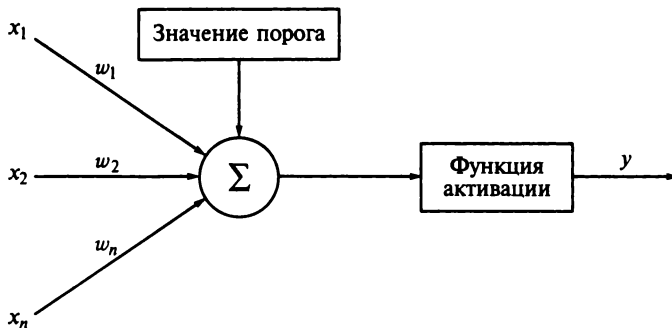 x₁
Значение порога
w₁
x₂
w₂
Σ
Функция
активации
y
wₙ
xₙ